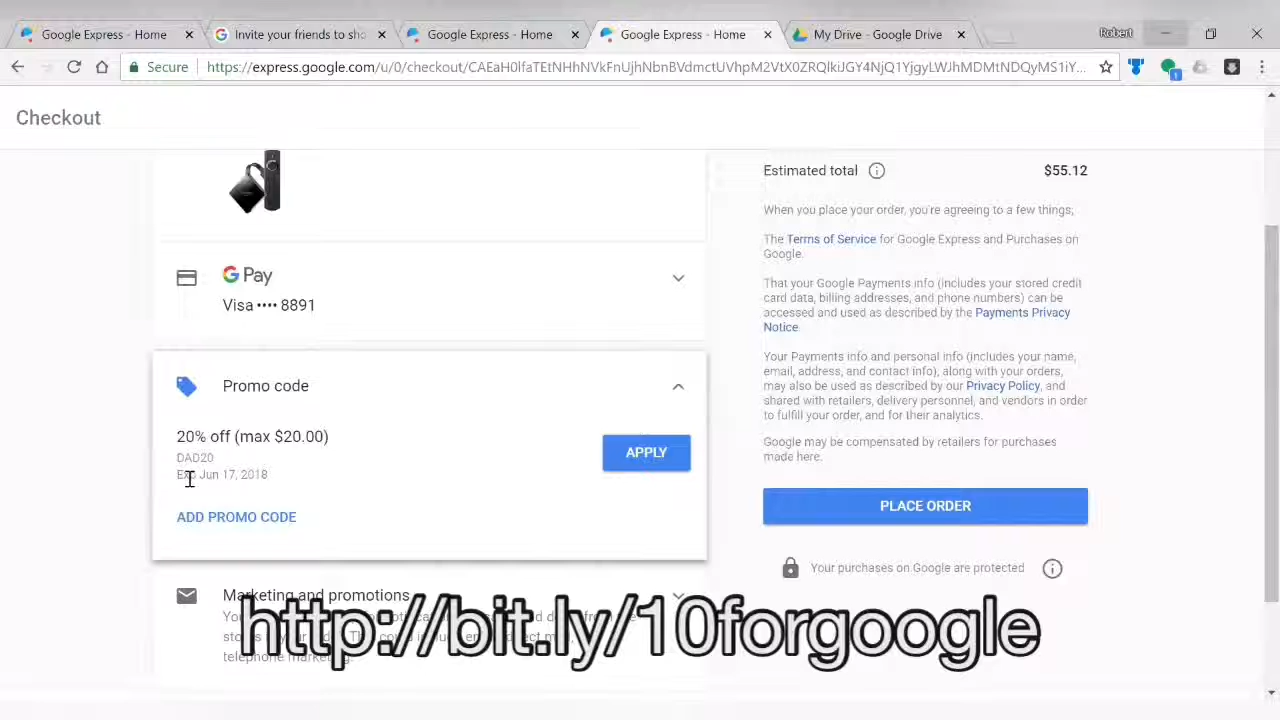 Google Express - Home
Invite your friends to sho
Google Express - Home
Google Express - Home
My Drive - Google Drive
Robert
Secure
https://express.google.com/u/0/checkout/
Checkout
Estimated total
$55.12
When you place your order, you're agreeing to a few things;
The Terms of Service for Google Express and Purchases on
Google.
That your Google Payments info (includes your stored credit
card data, billing addresses, and phone numbers) can be
accessed and used as described by the Payments Privacy
Notice.
Your Payments info and personal info (includes your name,
email, address, and contact info), along with your orders,
may also be used as described by our Privacy Policy, and
shared with retailers, delivery personnel, and vendors in order
to fulfill your order, and for their analytics.
Google may be compensated by retailers for purchases
made here.
PLACE ORDER
Your purchases on Google are protected
G Pay
Visa •••• 8891
Promo code
20% off (max $20.00)
DAD20
Exp Jun 17, 2018
APPLY
ADD PROMO CODE
Marketing and promotions
telephone marketing.
http://bit.ly/10forgoogle